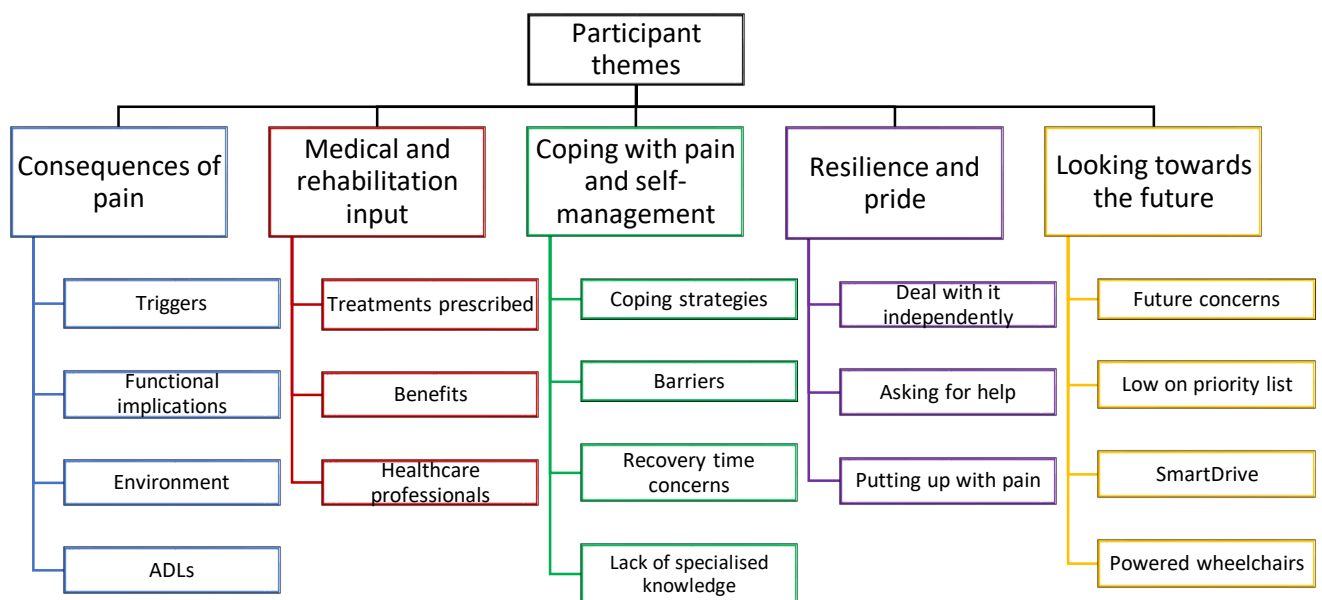 Participant
themes
Consequences of
pain
Triggers
Functional
implications
Environment
ADLs
Medical and
rehabilitation
input
Treatments prescribed
Benefits
Healthcare
professionals
Coping with pain
and self-
management
Coping strategies
Barriers
Recovery time
concerns
Lack of specialised
knowledge
Resilience and
pride
Deal with it
independently
Asking for help
Putting up with pain
Looking towards
the future
Future concerns
Low on priority list
SmartDrive
Powered wheelchairs